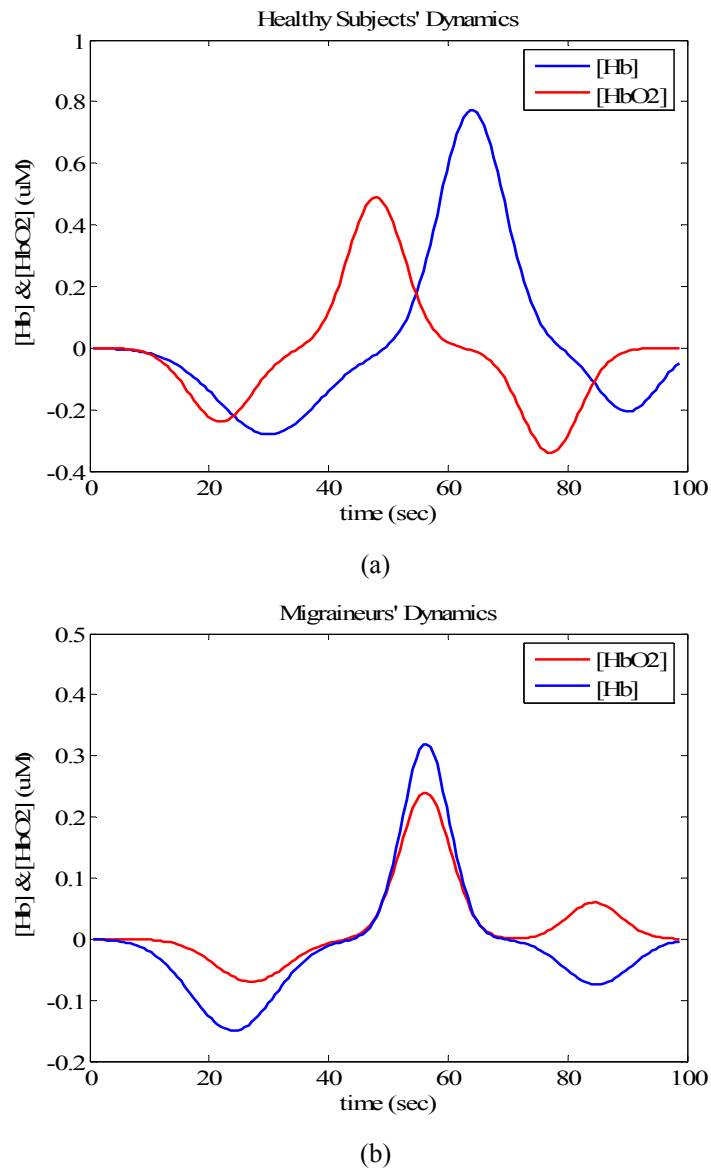 Healthy Subjects' Dynamics
[Hb] & [HbO2] (uM)
1
0.8
0.6
0.4
0.2
0
-0.2
-0.4
[Hb]
[HbO2]
0 20 40 60 80 100
time (sec)
(a)
Migraineurs' Dynamics
[Hb] & [HbO2] (uM)
0.5
0.4
0.3
0.2
0.1
0
-0.1
-0.2
[HbO2]
[Hb]
0 20 40 60 80 100
time (sec)
(b)